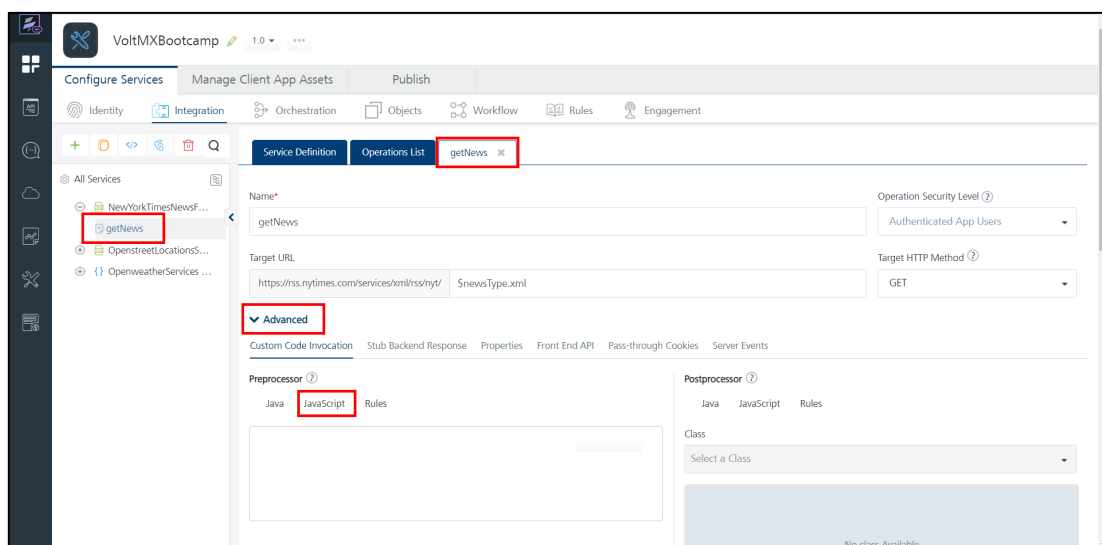 VoltMXBootcamp 1.0
Configure Services Manage Client App Assets Publish
Identity Integration Orchestration Objects Workflow Rules Engagement
Service Definition Operations List getNews
All Services
NewYorkTimesNewsF...
getNews
OpenstreetLocationsS...
OpenweatherServices ...
Name*
getNews
Operation Security Level ?
Authenticated App Users
Target URL
https://rss.nytimes.com/services/xml/rss/nyt/ $newsType.xml
Target HTTP Method ?
GET
Advanced
Custom Code Invocation Stub Backend Response Properties Front End API Pass-through Cookies Server Events
Preprocessor ?
Java JavaScript Rules
Postprocessor ?
Java JavaScript Rules
Class
Select a Class
No class Available